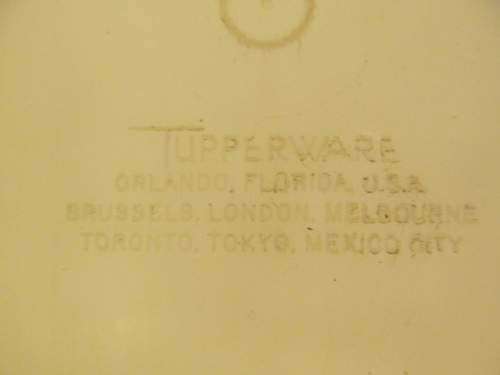 TUPPERWARE
ORLANDO, FLORIDA, U.S.A.
BRUSSELS, LONDON, MELBOURNE
TORONTO, TOKYO, MEXICO CITY